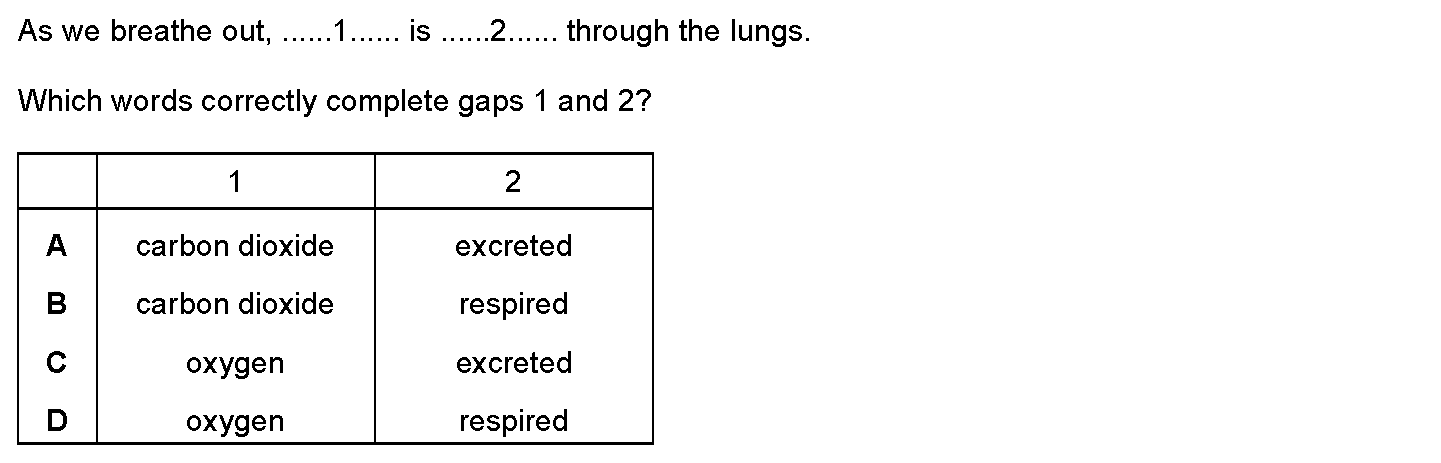 As we breathe out, ......1...... is ......2...... through the lungs.
Which words correctly complete gaps 1 and 2?
1 2
A carbon dioxide excreted
B carbon dioxide respired
C oxygen excreted
D oxygen respired